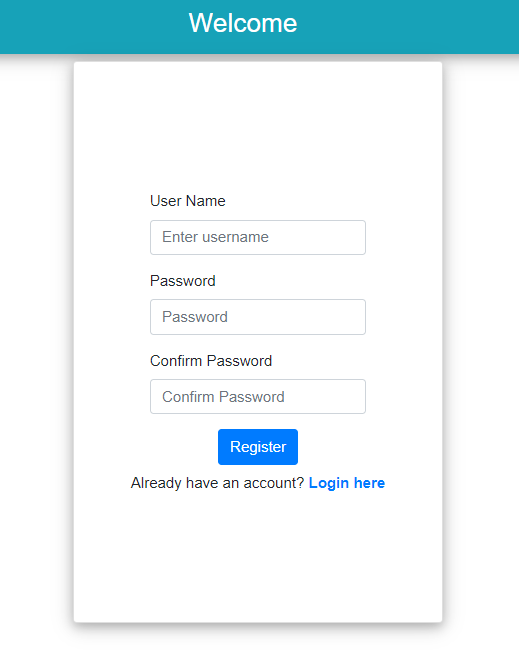 Welcome
User Name
Enter username
Password
Password
Confirm Password
Confirm Password
Register
Already have an account? Login here